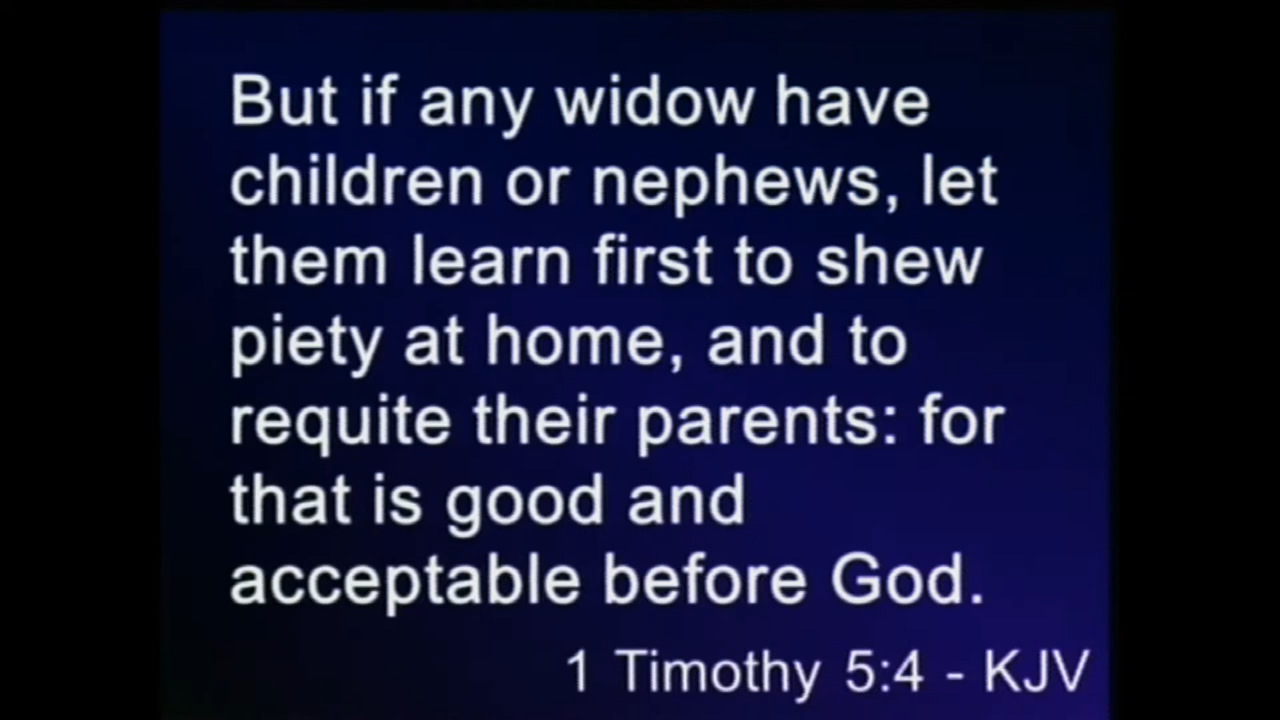 But if any widow have
children or nephews, let
them learn first to shew
piety at home, and to
requite their parents: for
that is good and
acceptable before God.
1 Timothy 5:4 - KJV